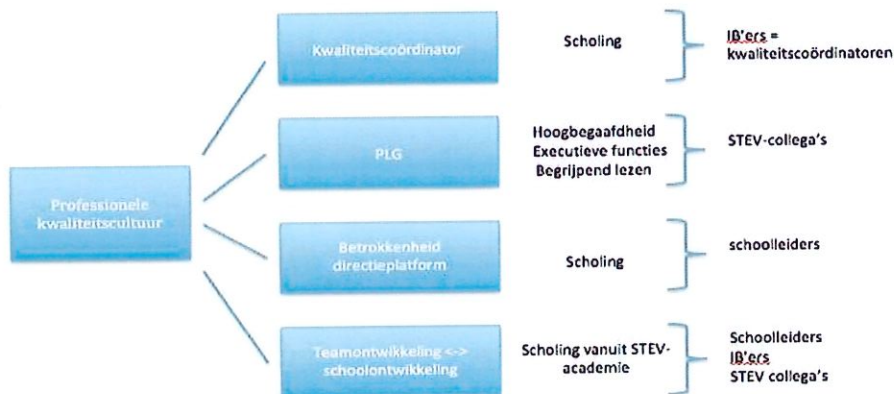 Kwaliteitscoördinator
Scholing
IB'ers =
kwaliteitscoördinatoren
PLG
Hoogbegaafdheid
Executieve functies
Begrijpend lezen
STEV-collega's
Professionele
kwaliteitscultuur
Betrokkenheid
directieplatform
Scholing
schoolleiders
Teamontwikkeling <->
schoolontwikkeling
Scholing vanuit STEV-
academie
Schoolleiders
IB'ers
STEV collega's